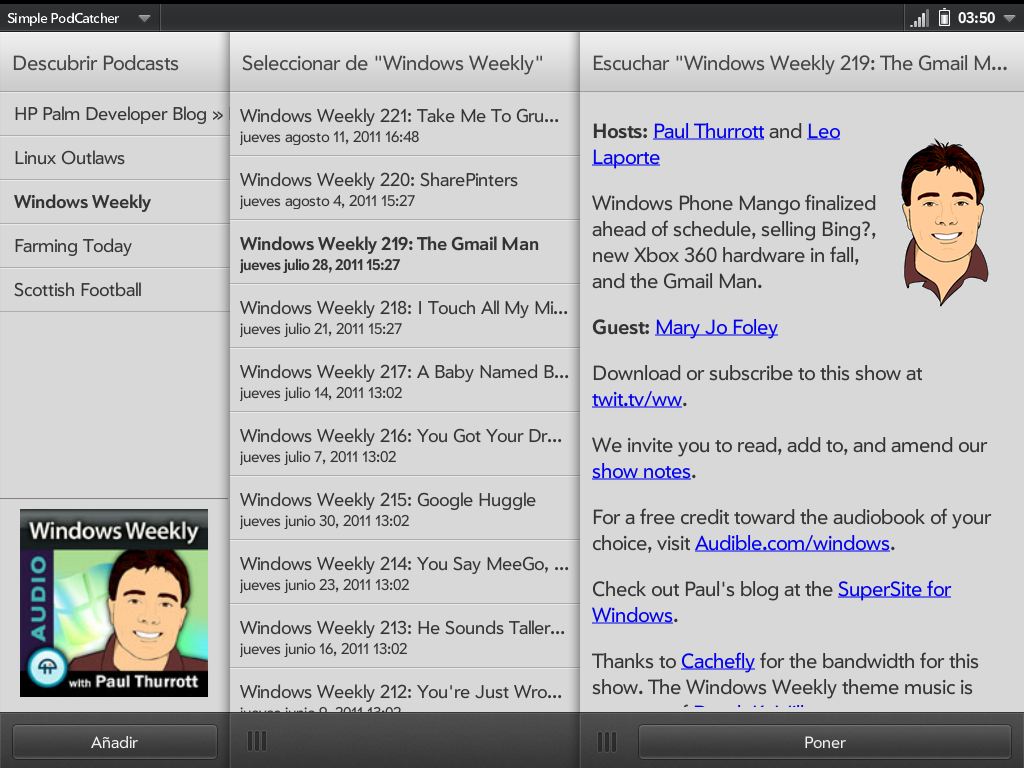 Simple PodCatcher
03:50
Descubrir Podcasts
HP Palm Developer Blog »
Linux Outlaws
Windows Weekly
Farming Today
Scottish Football
Windows Weekly
AUDIO
with Paul Thurrott
Añadir
Seleccionar de "Windows Weekly"
Windows Weekly 221: Take Me To Gru...
jueves agosto 11, 2011 16:48
Windows Weekly 220: SharePinters
jueves agosto 4, 2011 15:27
Windows Weekly 219: The Gmail Man
jueves julio 28, 2011 15:27
Windows Weekly 218: I Touch All My Mi...
jueves julio 21, 2011 15:27
Windows Weekly 217: A Baby Named B...
jueves julio 14, 2011 13:02
Windows Weekly 216: You Got Your Dr...
jueves julio 7, 2011 13:02
Windows Weekly 215: Google Huggle
jueves junio 30, 2011 13:02
Windows Weekly 214: You Say MeeGo, ...
jueves junio 23, 2011 13:02
Windows Weekly 213: He Sounds Taller...
jueves junio 16, 2011 13:02
Windows Weekly 212: You're Just Wro...
jueves junio 9, 2011 13:02
Escuchar "Windows Weekly 219: The Gmail M...
Hosts: Paul Thurrott and Leo
Laporte
Windows Phone Mango finalized
ahead of schedule, selling Bing?,
new Xbox 360 hardware in fall,
and the Gmail Man.
Guest: Mary Jo Foley
Download or subscribe to this show at
twit.tv/ww.
We invite you to read, add to, and amend our
show notes.
For a free credit toward the audiobook of your
choice, visit Audible.com/windows.
Check out Paul's blog at the SuperSite for
Windows.
Thanks to Cachefly for the bandwidth for this
show. The Windows Weekly theme music is
Poner